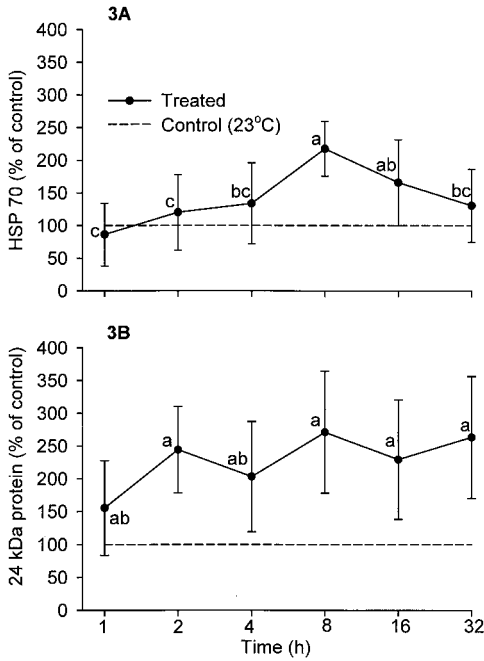 3A
HSP 70 (% of control)
400
350
300
250
200
150
100
50
0
Treated
Control (23°C)
c
c
bc
a
ab
bc
3B
24 kDa protein (% of control)
400
350
300
250
200
150
100
50
0
ab
a
ab
a
a
a
1 2 4 8 16 32
Time (h)